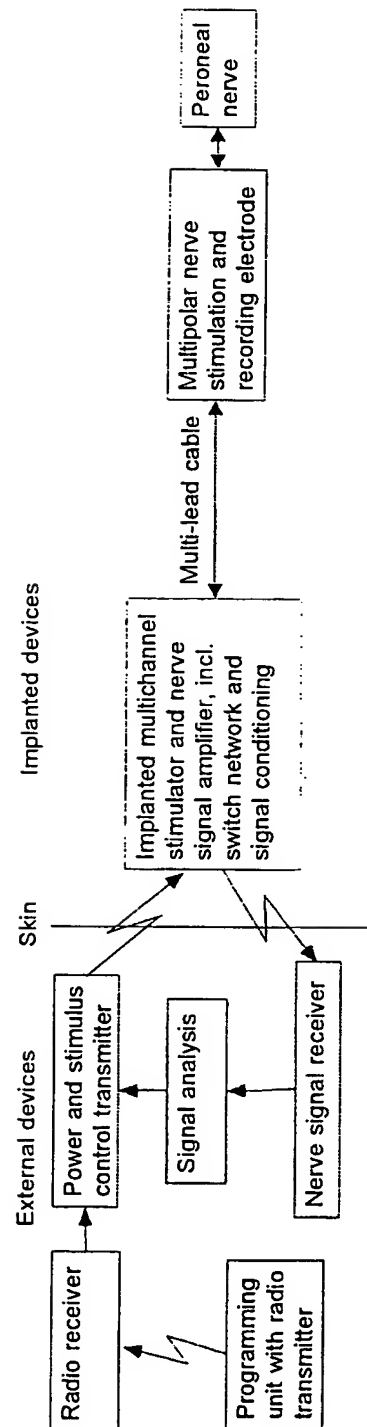 External devices
Skin
Implanted devices
Radio receiver
Programming
unit with radio
transmitter
Power and stimulus
control transmitter
Signal analysis
Nerve signal receiver
Implanted multichannel
stimulator and nerve
signal amplifier, incl.
switch network and
signal conditioning
Multi-lead cable
Multipolar nerve
stimulation and
recording electrode
Peroneal
nerve